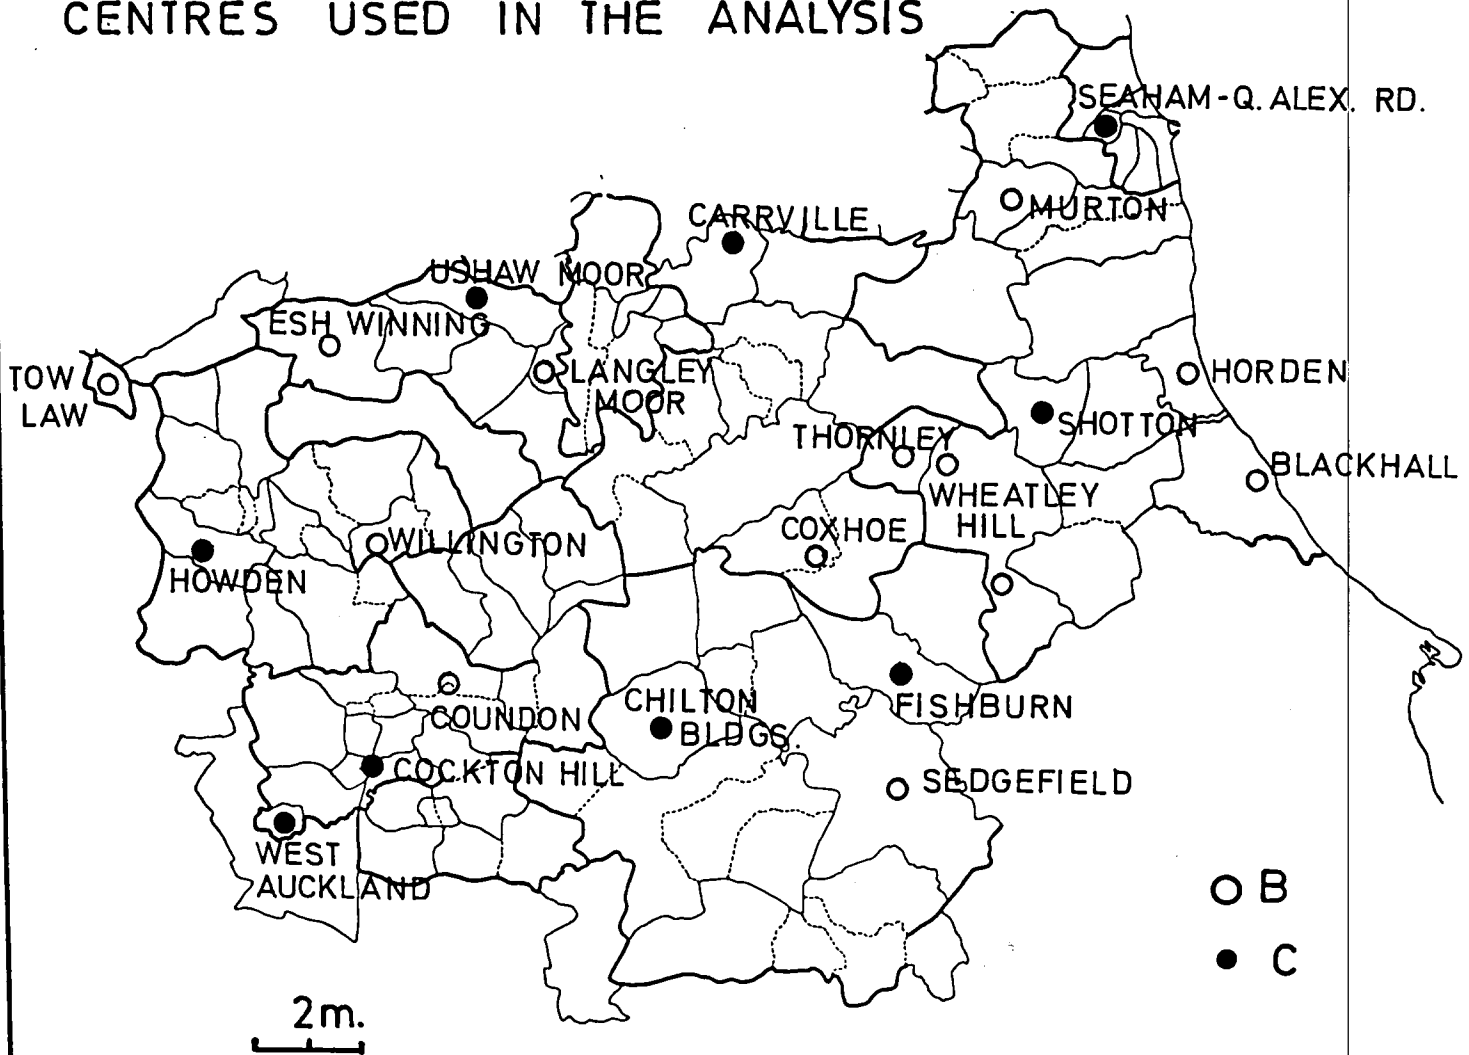 CENTRES USED IN THE ANALYSIS
SEAHAM-Q. ALEX. RD.
MURTON
CARRVILLE
USHAW MOOR
ESH WINNING
TOW
LAW
LANGLEY
MOOR
HORDEN
SHOTTON
THORNLEY
BLACKHALL
WHEATLEY
HILL
COXHOE
WILLINGTON
HOWDEN
COUNDON
CHILTON
BLDGS.
FISHBURN
COCKTON HILL
SEDGEFIELD
WEST
AUCKLAND
B
C
2m.